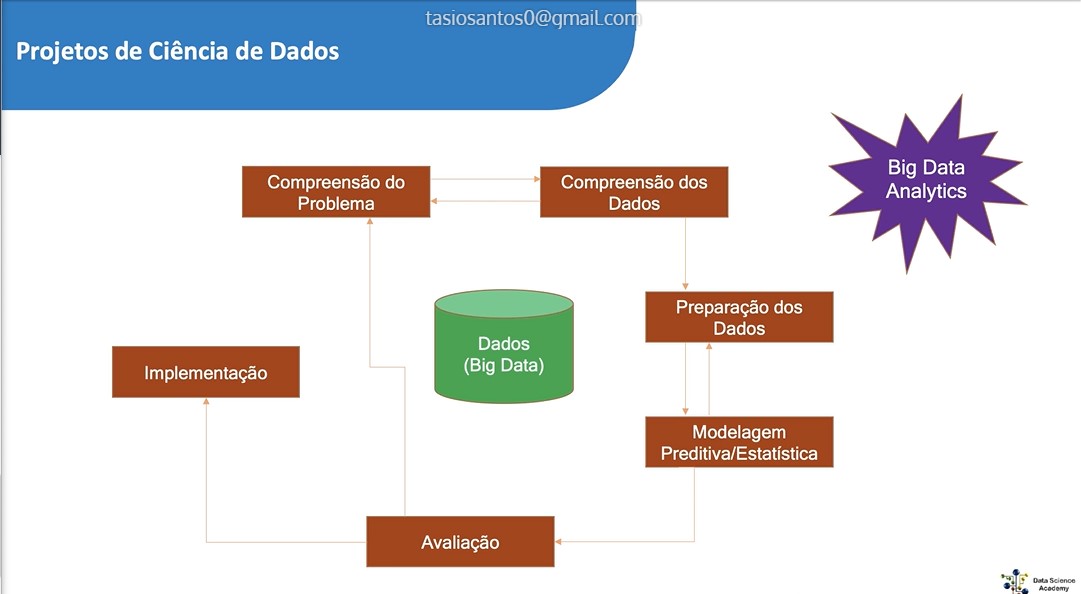 tasiosantos0@gmail.com
Projetos de Ciência de Dados
Big Data
Analytics
Compreensão do
Problema
Compreensão dos
Dados
Preparação dos
Dados
Dados
(Big Data)
Implementação
Modelagem
Preditiva/Estatística
Avaliação
Data Science
Academy